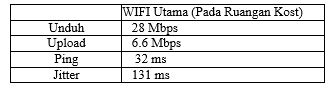 WIFI Utama (Pada Ruangan Kost)
Unduh 28 Mbps
Upload 6.6 Mbps
Ping 32 ms
Jitter 131 ms